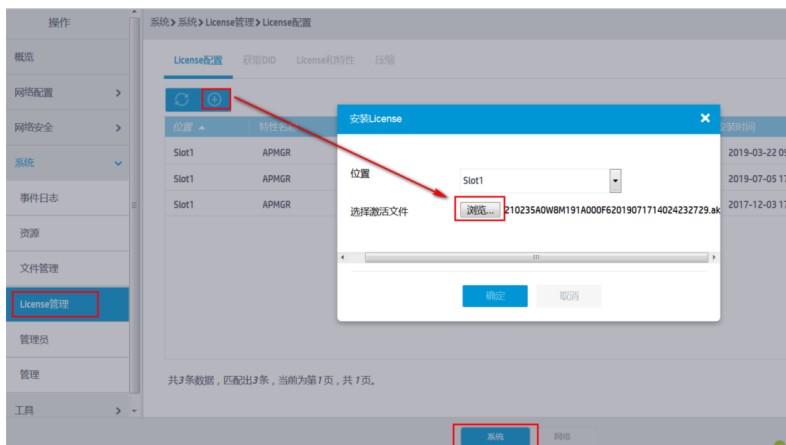 操作
系统>系统>License管理>License配置
概览
License配置 获取DID License和特性 压缩
网络配置
网络安全
系统
事件日志
资源
文件管理
License管理
管理员
管理
工具
位置 特性名称 安装时间
Slot1 APMGR 2019-03-22 09
Slot1 APMGR 2019-07-05 17
Slot1 APMGR 2017-12-03 17
安装License
位置 Slot1
选择激活文件 浏览... 210235A0W8M191A000F62019071714024232729.ak
确定 取消
共3条数据，匹配出3条，当前为第1页，共1页。
系统 网络